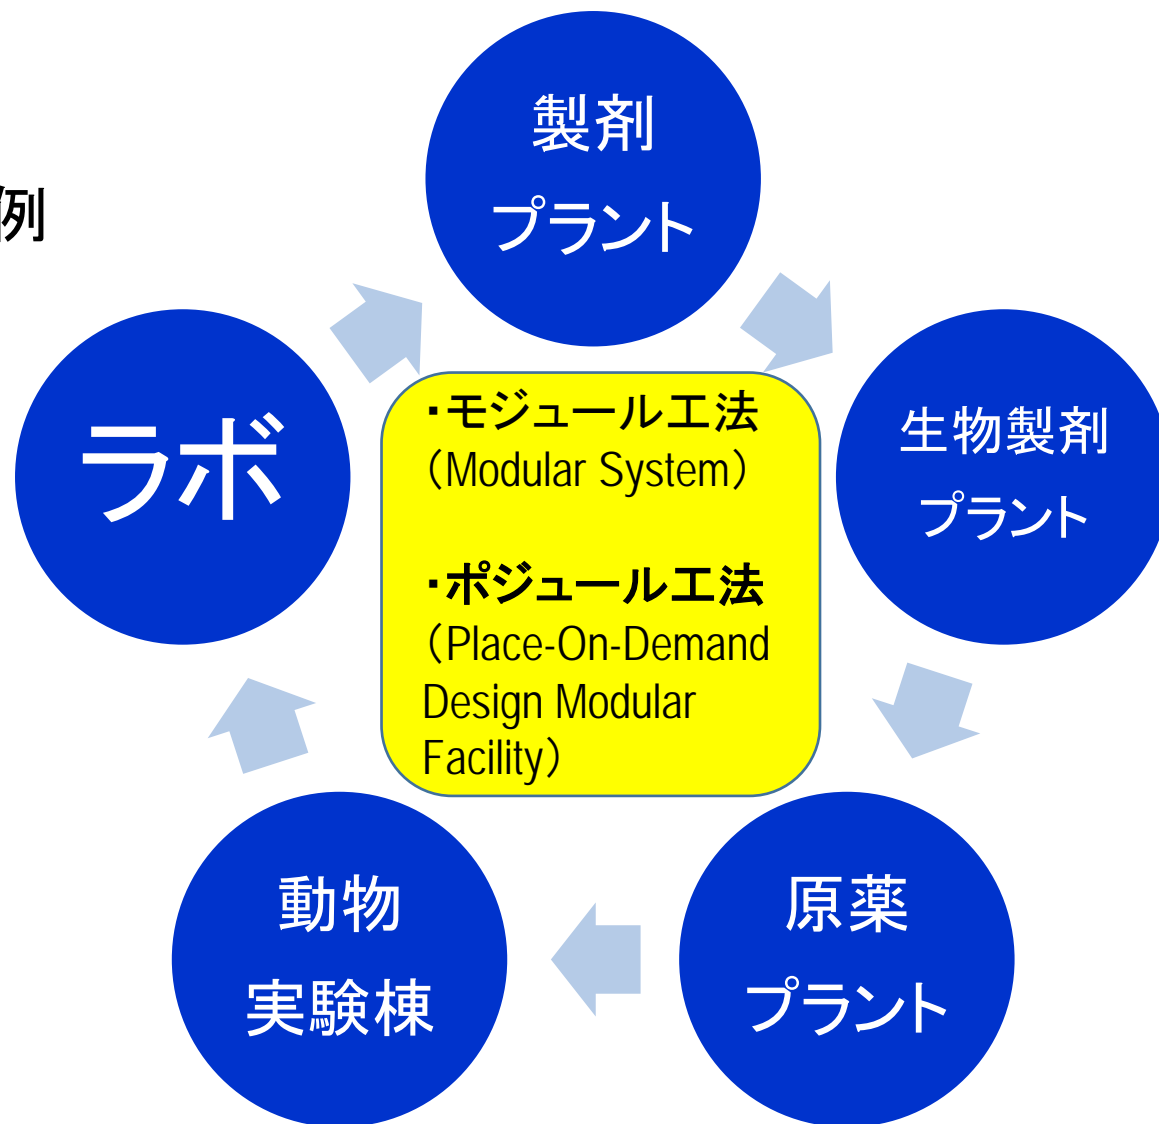 例
製剤
プラント
ラボ
・モジュール工法
（Modular System）
・ポジュール工法
（Place-On-Demand
Design Modular
Facility）
生物製剤
プラント
動物
実験棟
原薬
プラント